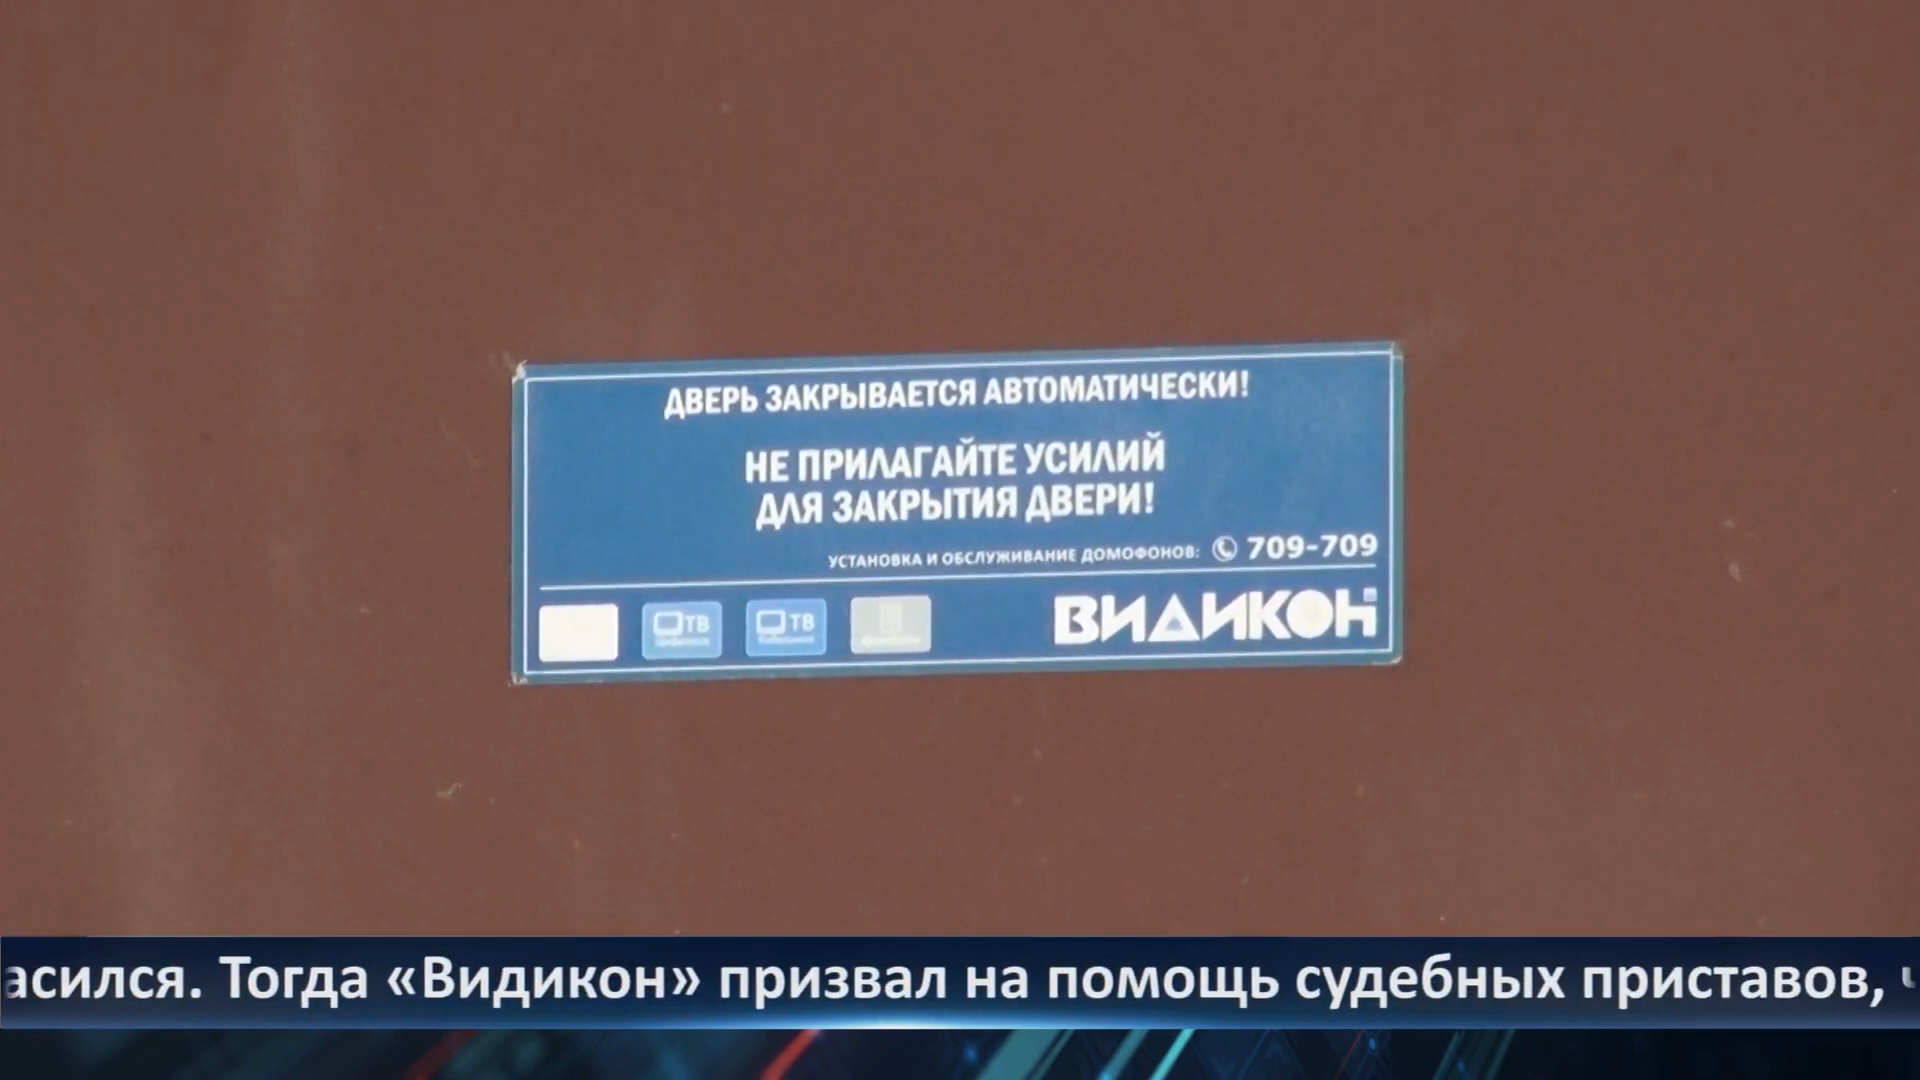 ДВЕРЬ ЗАКРЫВАЕТСЯ АВТОМАТИЧЕСКИ!
НЕ ПРИЛАГАЙТЕ УСИЛИЙ
ДЛЯ ЗАКРЫТИЯ ДВЕРИ!
УСТАНОВКА И ОБСЛУЖИВАНИЕ ДОМОФОНОВ: 709-709
ТВ ТВ ВИДИКОН
асился. Тогда «Видикон» призвал на помощь судебных приставов,